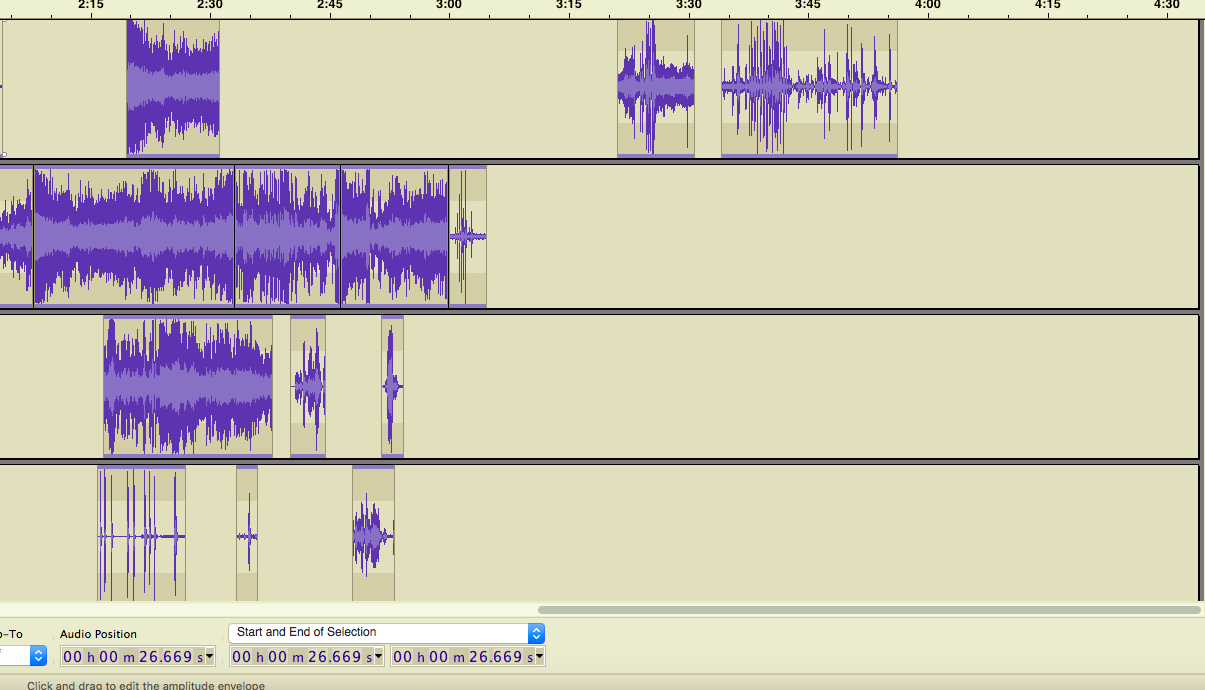 2:15 2:30 2:45 3:00 3:15 3:30 3:45 4:00 4:15 4:30
-To Audio Position Start and End of Selection
00 h 00 m 26.669 s 00 h 00 m 26.669 s 00 h 00 m 26.669 s
Click and drag to edit the amplitude envelope